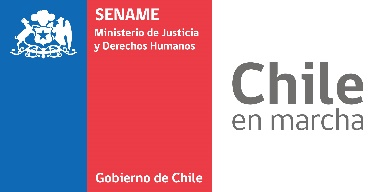 SENAME
Ministerio de Justicia
y Derechos Humanos
Gobierno de Chile
Chile
en marcha